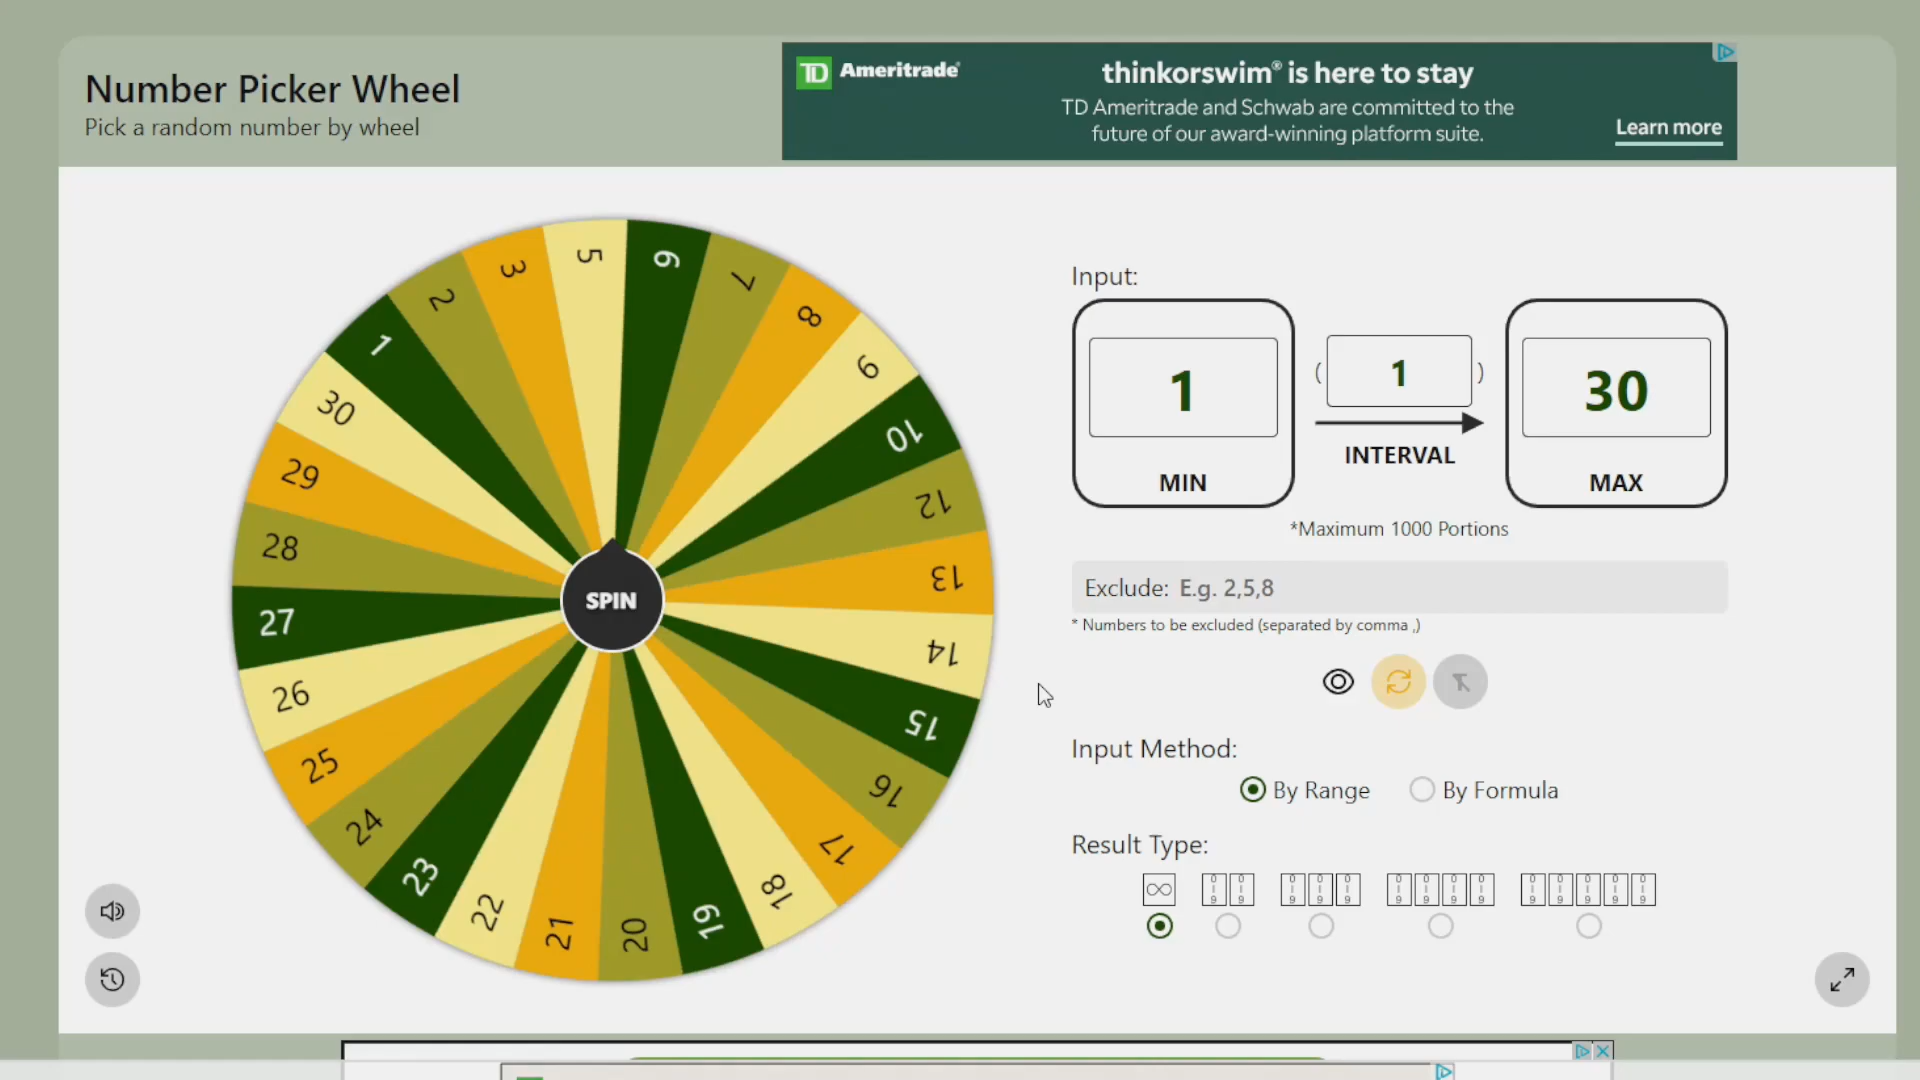 Number Picker Wheel
Pick a random number by wheel
TD Ameritrade
thinkorswim® is here to stay
TD Ameritrade and Schwab are committed to the
future of our award-winning platform suite.
Learn more
1
2
3
5
6
7
8
9
10
12
13
14
15
16
17
18
19
20
21
22
23
24
25
26
27
28
29
30
SPIN
Input:
1
MIN
( 1 )
INTERVAL
30
MAX
*Maximum 1000 Portions
Exclude: E.g. 2,5,8
* Numbers to be excluded (separated by comma ,)
Input Method:
By Range
By Formula
Result Type: